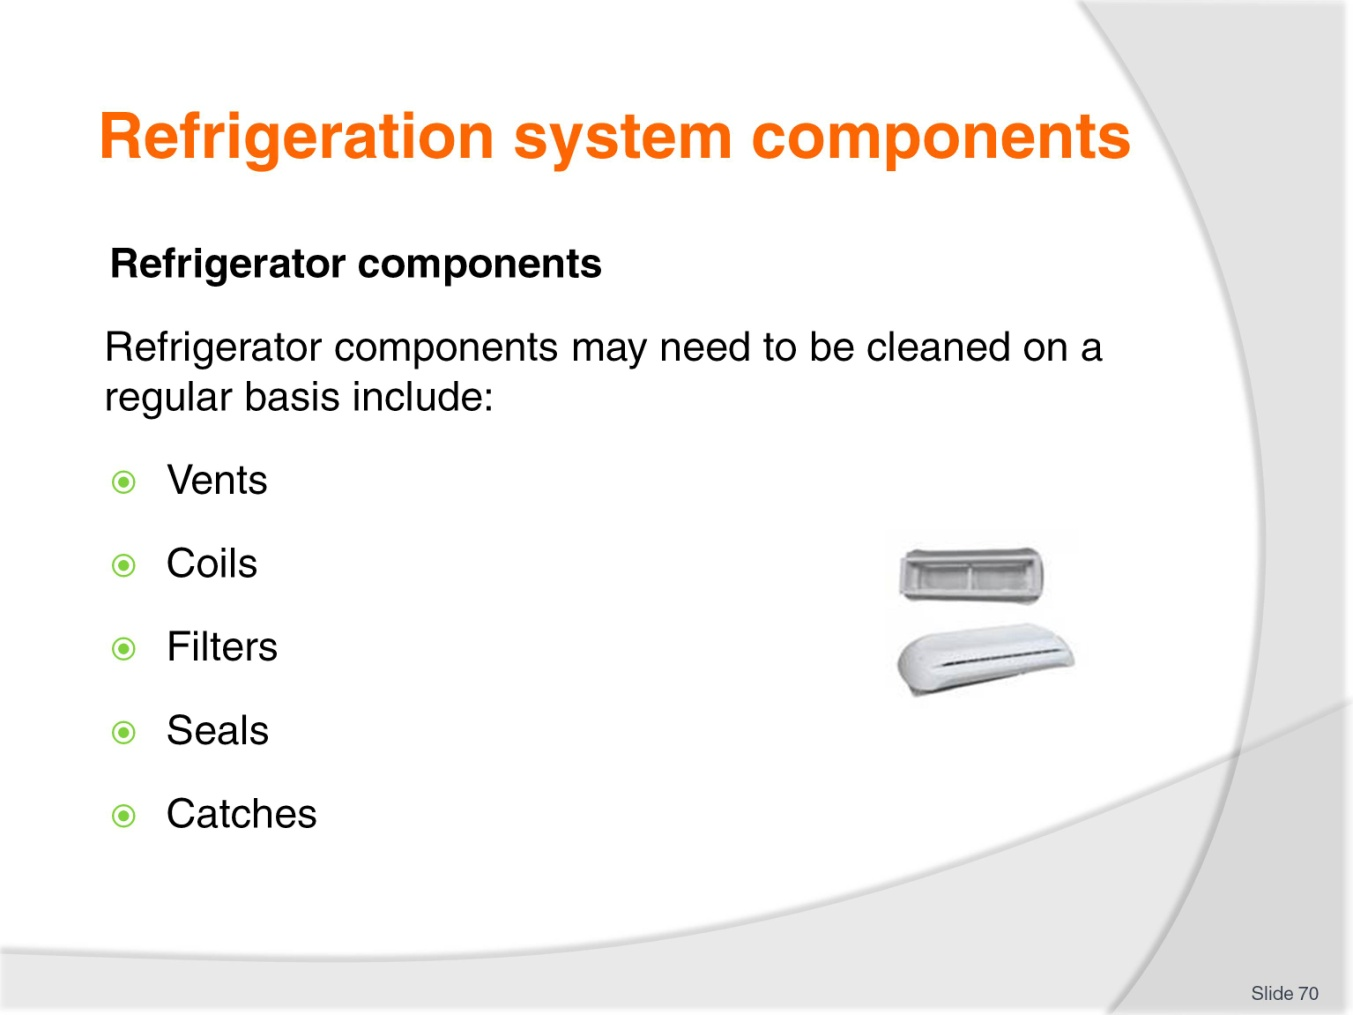 Refrigeration system components
Refrigerator components
Refrigerator components may need to be cleaned on a
regular basis include:
Vents
Coils
Filters
Seals
Catches
Slide 70